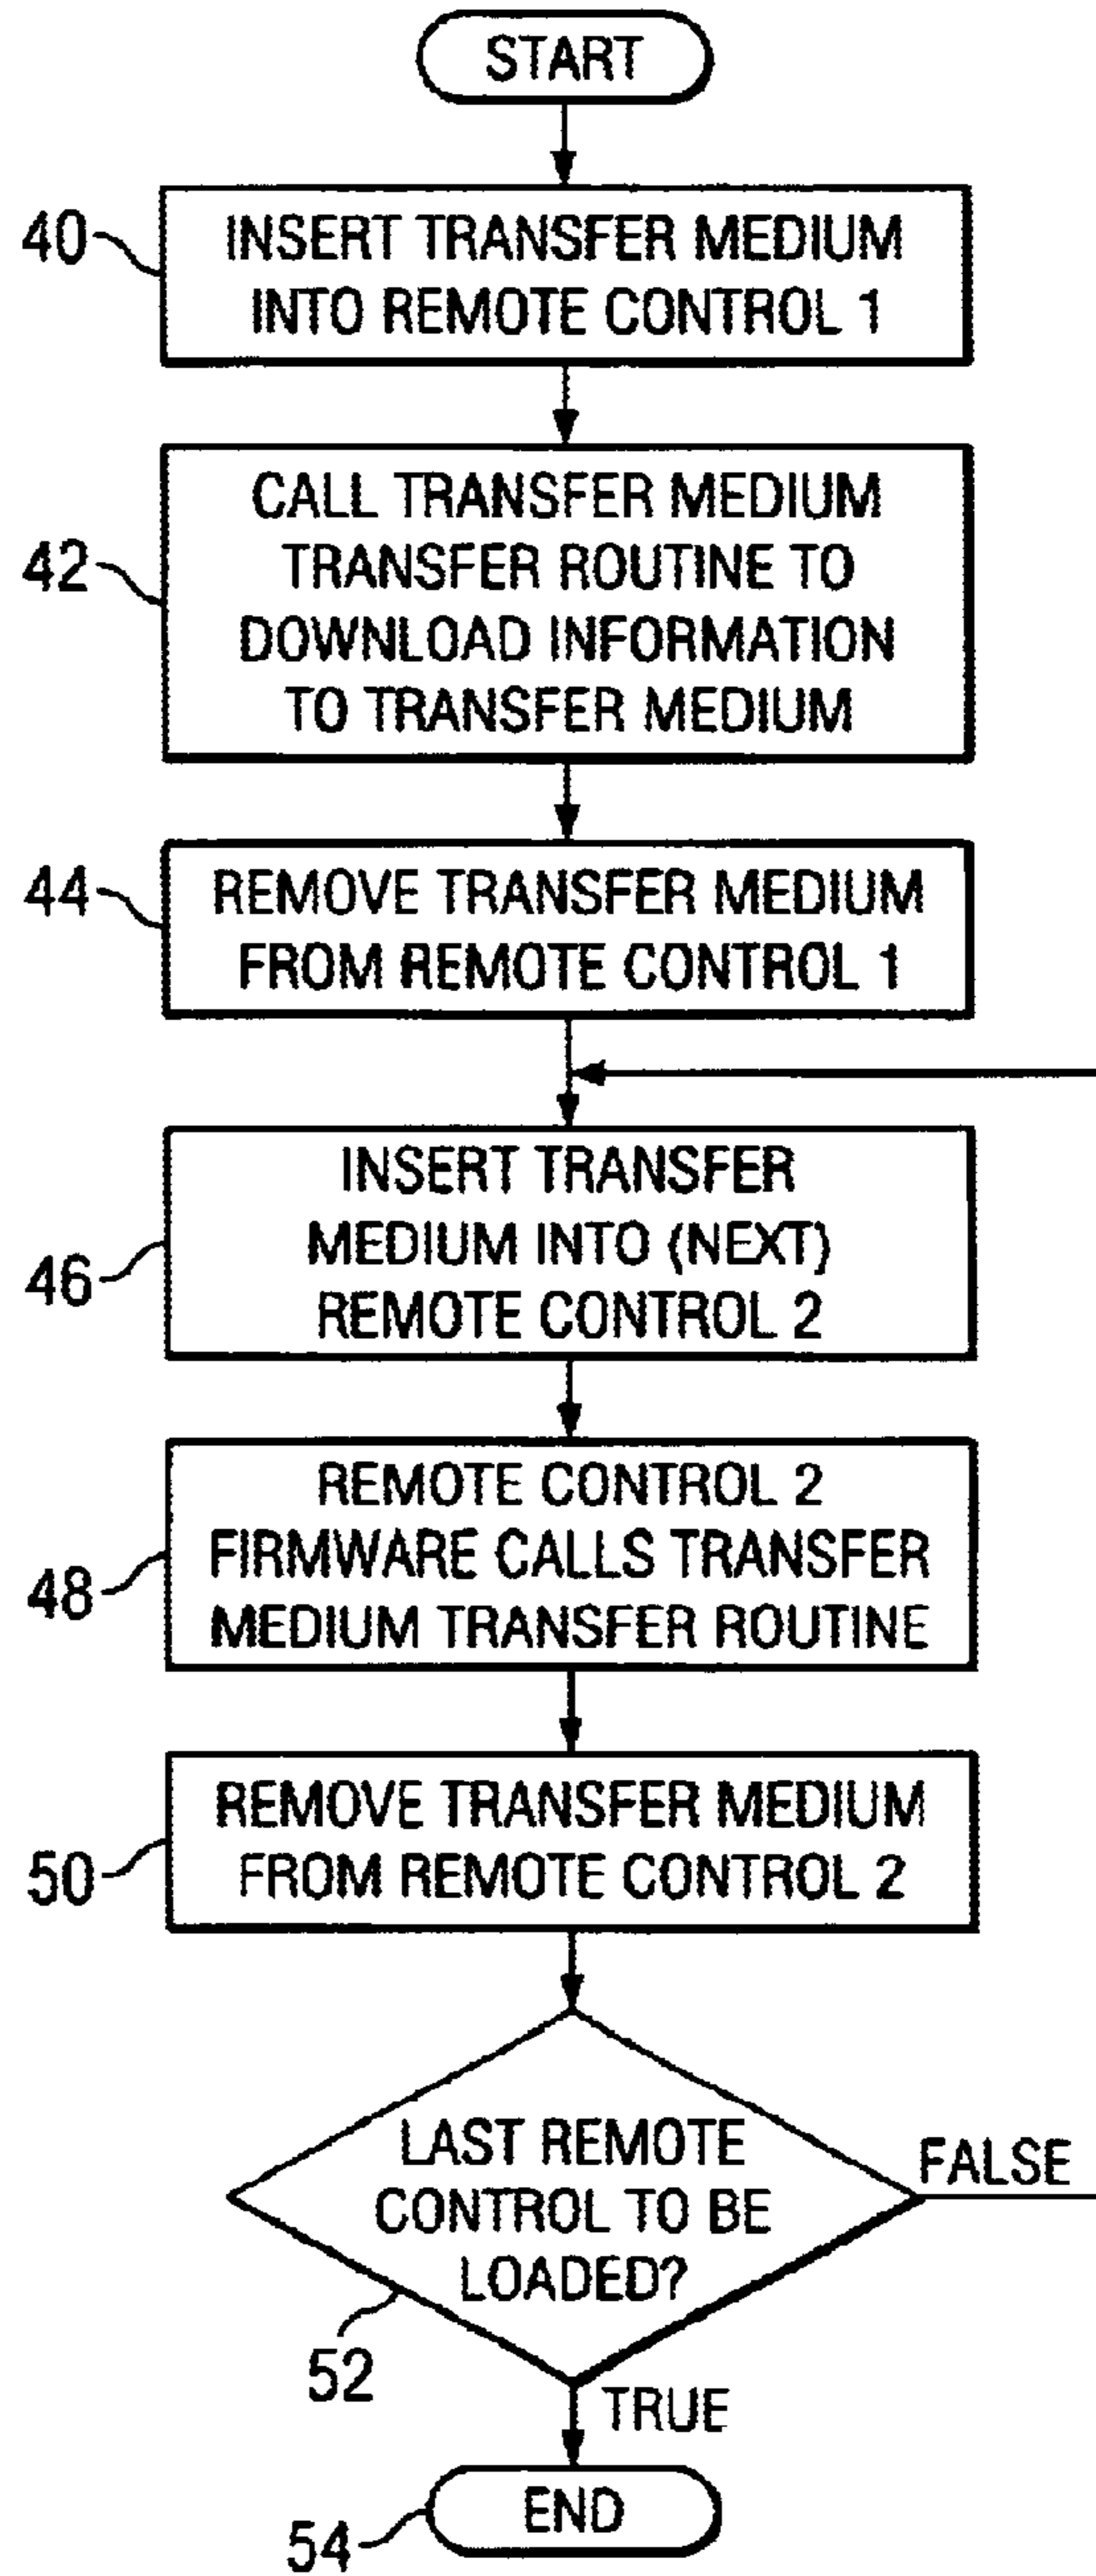 START
40
INSERT TRANSFER MEDIUM
INTO REMOTE CONTROL 1
42
CALL TRANSFER MEDIUM
TRANSFER ROUTINE TO
DOWNLOAD INFORMATION
TO TRANSFER MEDIUM
44
REMOVE TRANSFER MEDIUM
FROM REMOTE CONTROL 1
46
INSERT TRANSFER
MEDIUM INTO (NEXT)
REMOTE CONTROL 2
48
REMOTE CONTROL 2
FIRMWARE CALLS TRANSFER
MEDIUM TRANSFER ROUTINE
50
REMOVE TRANSFER MEDIUM
FROM REMOTE CONTROL 2
LAST REMOTE
CONTROL TO BE
LOADED?
FALSE
52
TRUE
END
54